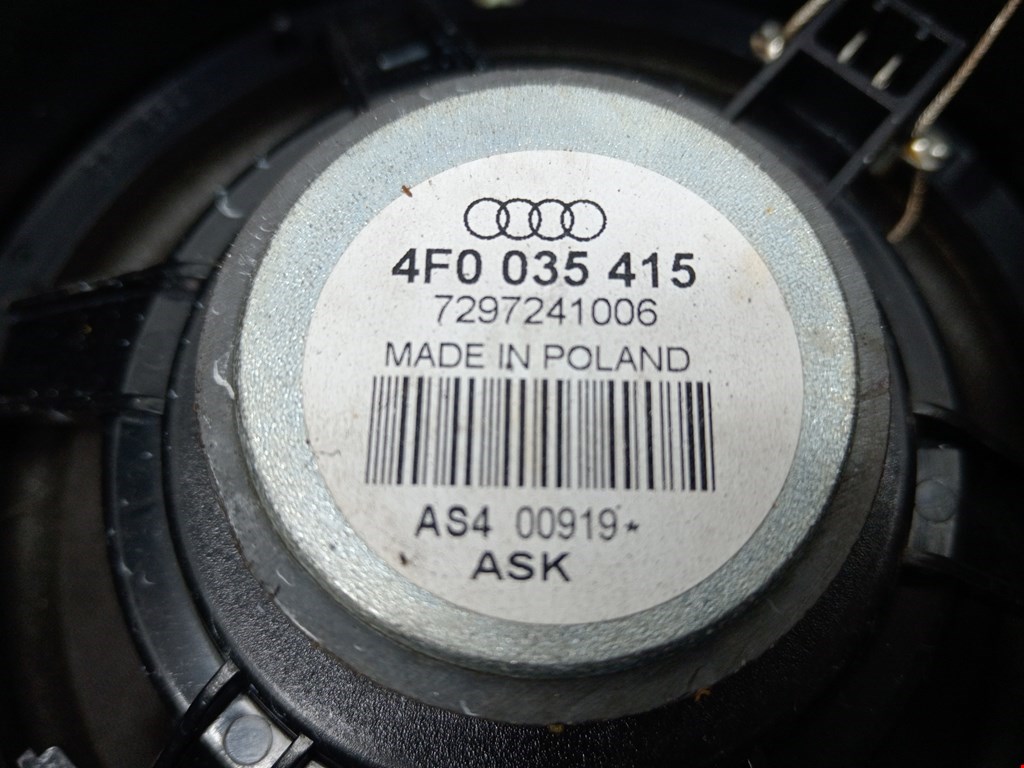 4F0 035 415
7297241006
MADE IN POLAND
AS4 00919*
ASK